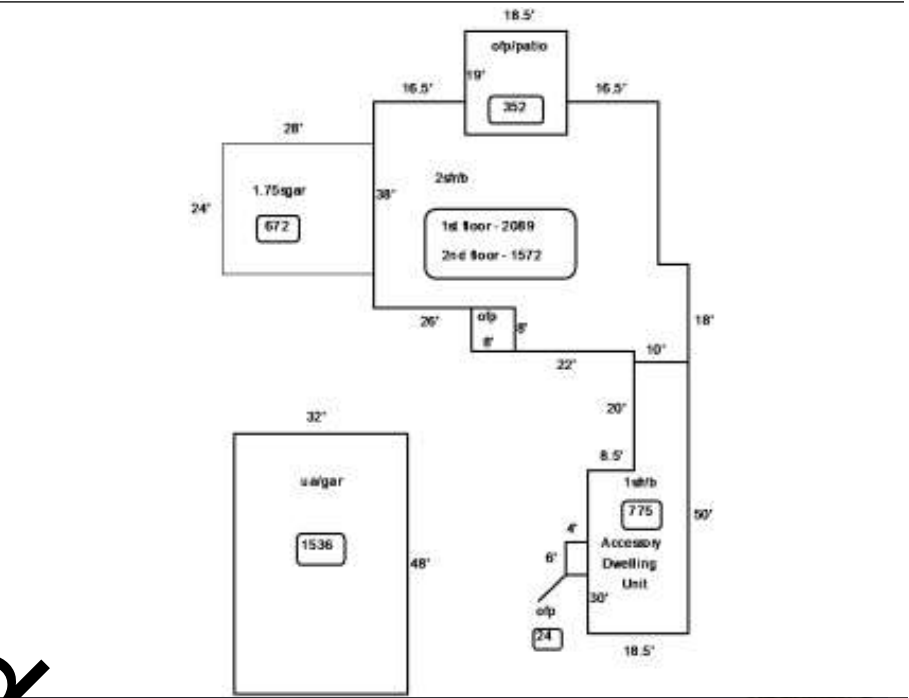 18.5'
ofp/patio
19'
352
16.5'
16.5'
28'
1.75sgar
24'
672
38'
2sfr/b
1st floor - 2089
2nd floor - 1572
26'
ofp
8'
8'
18'
22'
10'
20'
8.5'
32'
ua/gar
1536
48'
1sfr/b
775
50'
4'
6'
Accessory
Dwelling
Unit
30'
ofp
24
18.5'